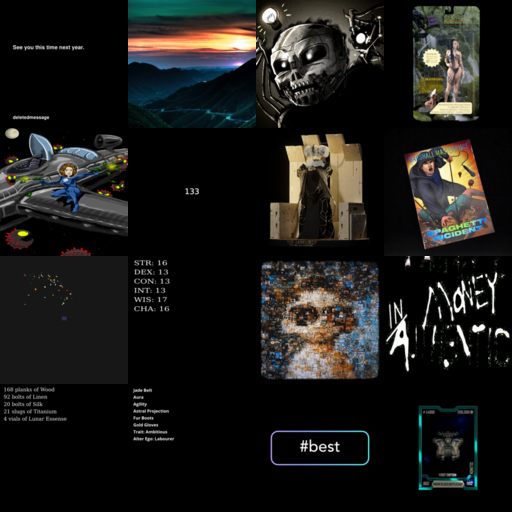 See you this time next year.
deletedmessage
133
STR: 16
DEX: 13
CON: 13
INT: 13
WIS: 17
CHA: 16
IN MONEY
168 planks of Wood
92 bolts of Linen
20 bolts of Silk
21 slugs of Titanium
4 vials of Lunar Essense
Jade Belt
Aura
Agility
Astral Projection
Fur Boots
Gold Gloves
Trait: Ambitious
Alter Ego: Labourer
#best